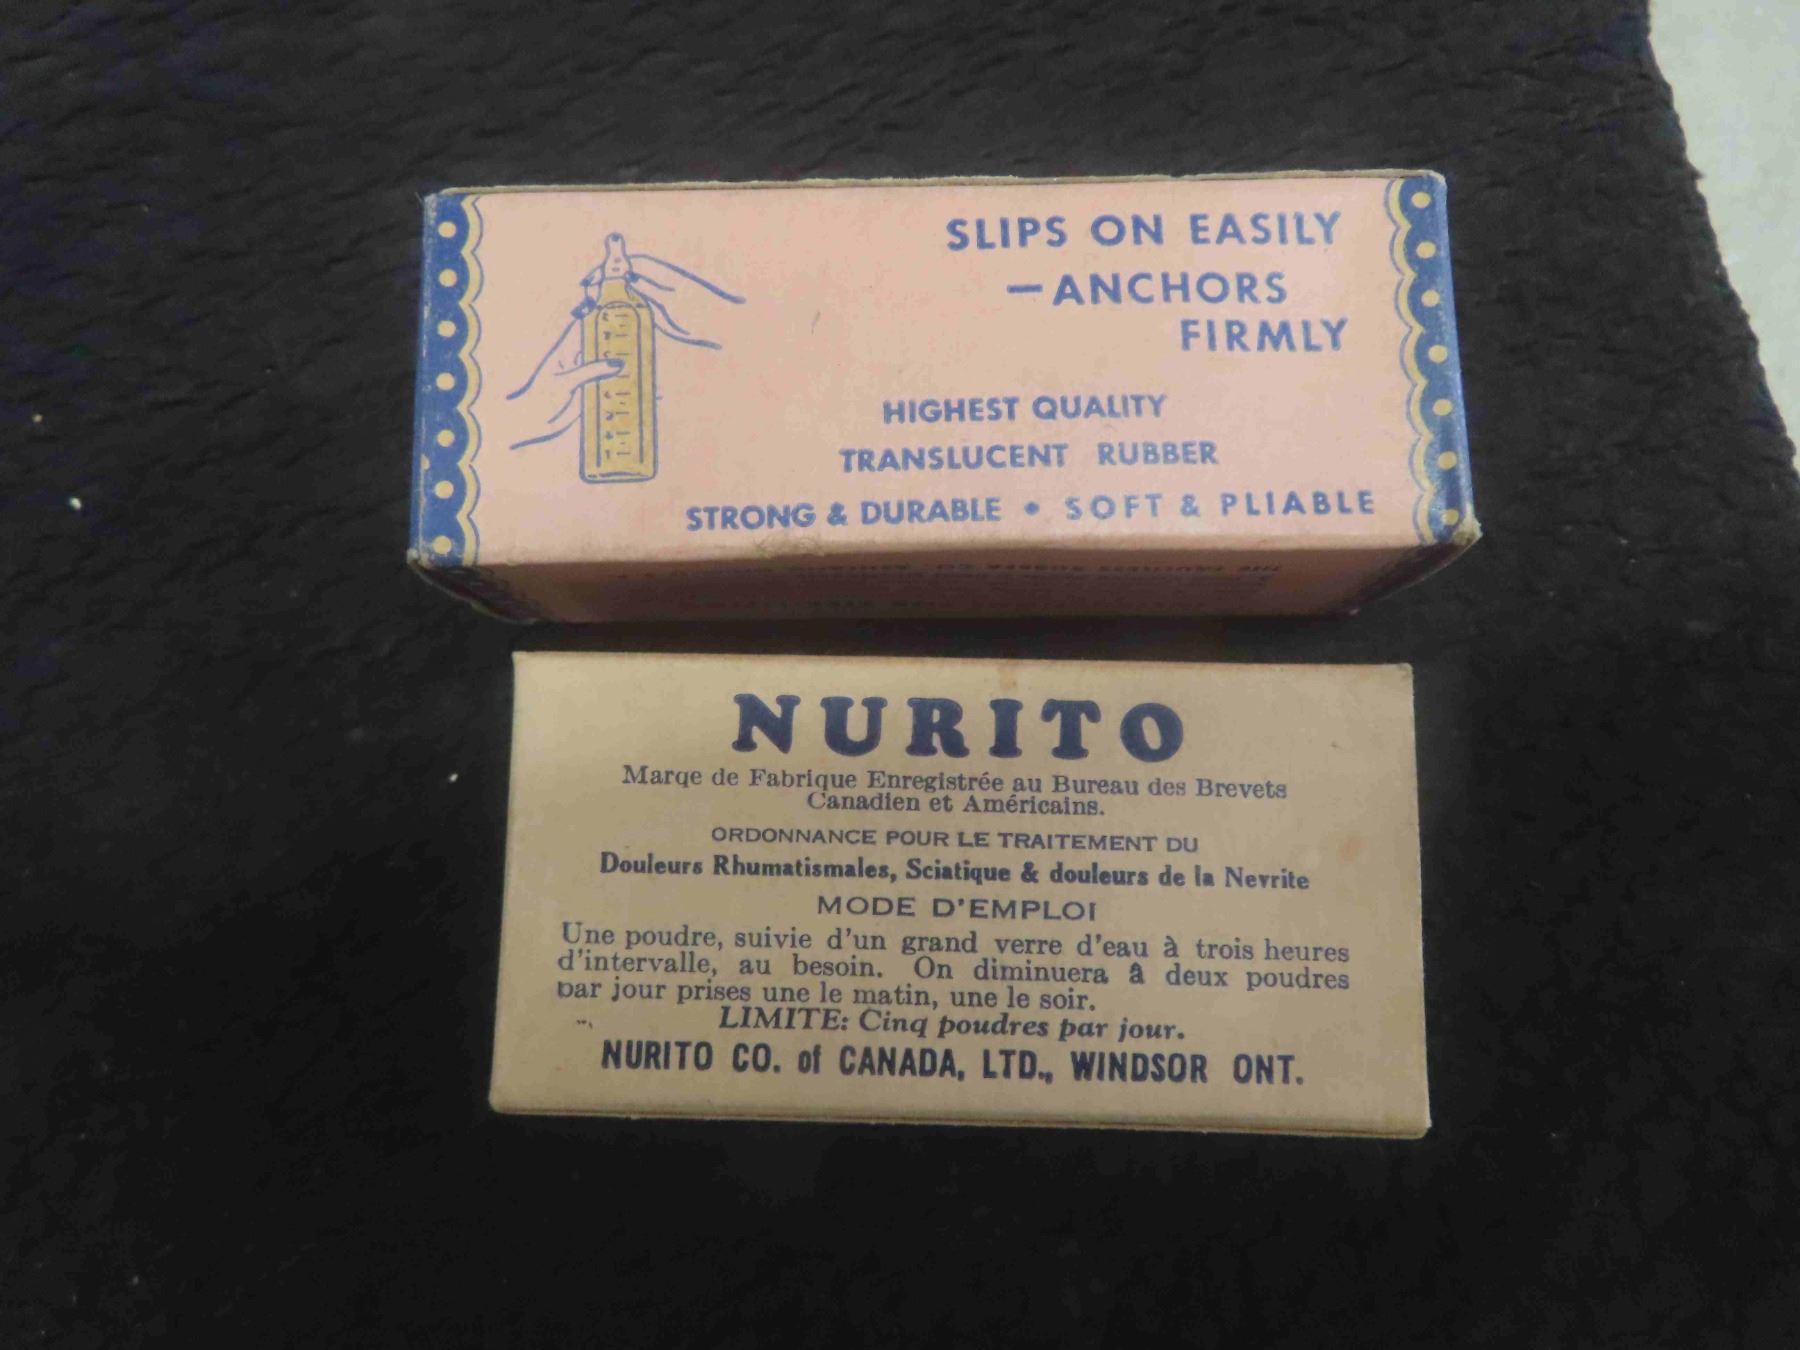 SLIPS ON EASILY
—ANCHORS
FIRMLY
HIGHEST QUALITY
TRANSLUCENT RUBBER
STRONG & DURABLE • SOFT & PLIABLE
NURITO
Marqe de Fabrique Enregistrée au Bureau des Brevets
Canadien et Américains.
ORDONNANCE POUR LE TRAITEMENT DU
Douleurs Rhumatismales, Sciatique & douleurs de la Nevrite
MODE D'EMPLOI
Une poudre, suivie d'un grand verre d'eau à trois heures
d'intervalle, au besoin. On diminuera â deux poudres
par jour prises une le matin, une le soir.
LIMITE: Cinq poudres par jour.
NURITO CO. of CANADA, LTD., WINDSOR ONT.